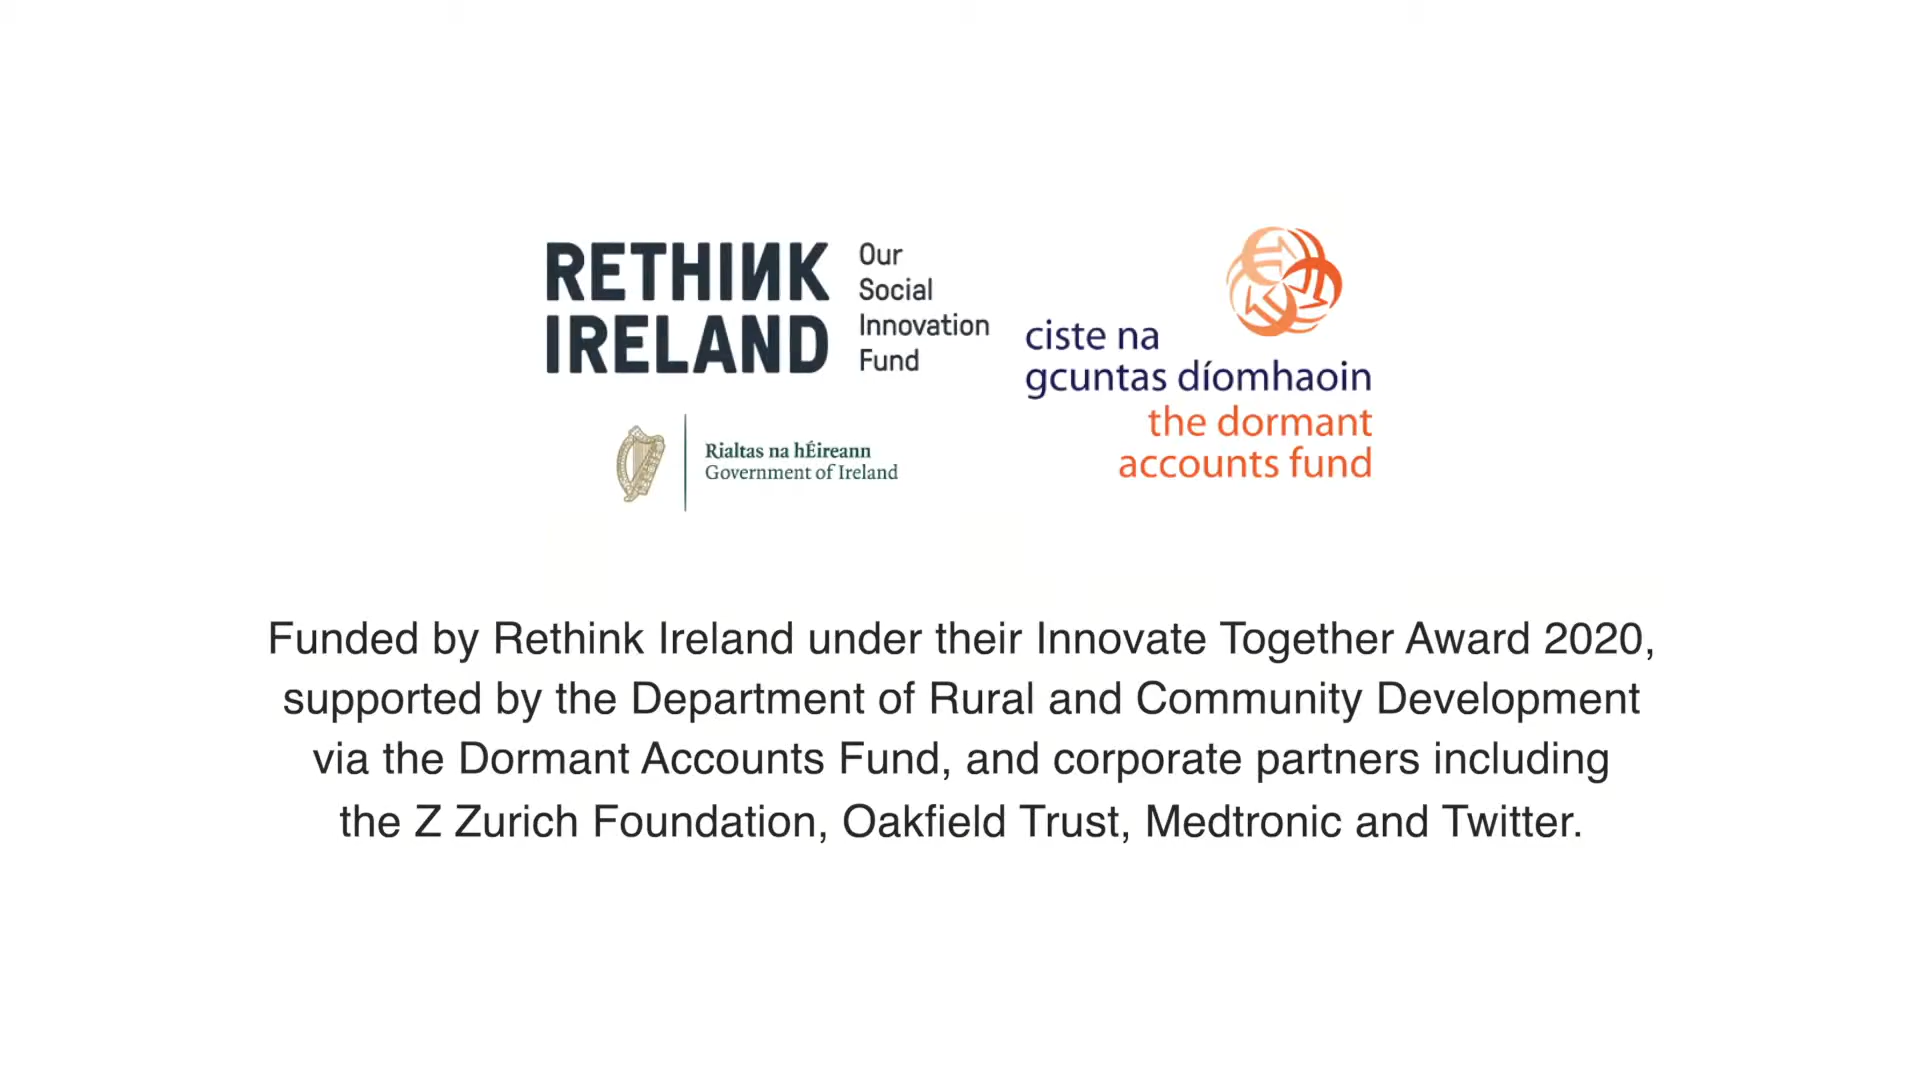 RETHINK
IRELAND
Our
Social
Innovation
Fund
Rialtas na hÉireann
Government of Ireland
ciste na
gcuntas díomhaoin
the dormant
accounts fund
Funded by Rethink Ireland under their Innovate Together Award 2020,
supported by the Department of Rural and Community Development
via the Dormant Accounts Fund, and corporate partners including
the Z Zurich Foundation, Oakfield Trust, Medtronic and Twitter.